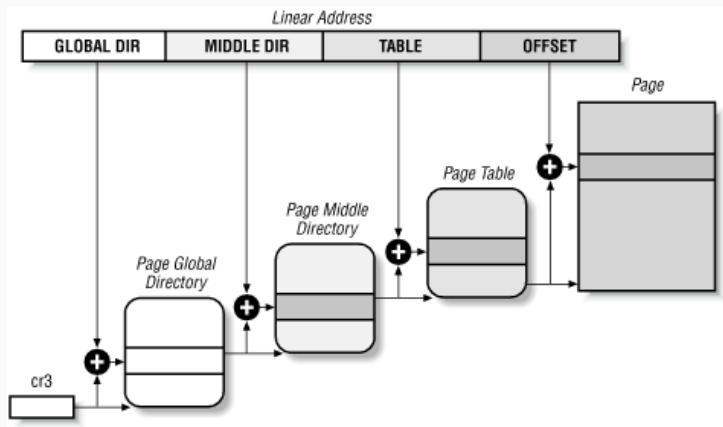 Linear Address
GLOBAL DIR
MIDDLE DIR
TABLE
OFFSET
Page
Page Table
Page Middle
Directory
Page Global
Directory
cr3